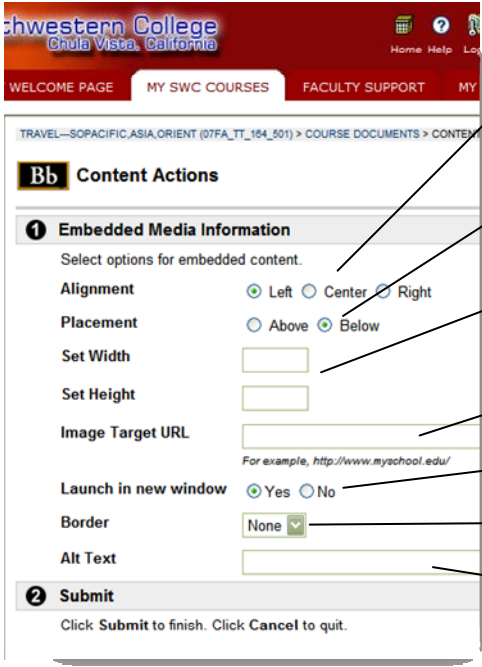 thwestern College
Chula Vista, California
Home Help Log
WELCOME PAGE MY SWC COURSES FACULTY SUPPORT MY
TRAVEL---SOPACIFIC,ASIA,ORIENT (07FA_TT_164_501) > COURSE DOCUMENTS > CONTENT
Bb Content Actions
1 Embedded Media Information
Select options for embedded content.
Alignment Left Center Right
Placement Above Below
Set Width
Set Height
Image Target URL
For example, http://www.myschool.edu/
Launch in new window Yes No
Border None
Alt Text
2 Submit
Click Submit to finish. Click Cancel to quit.